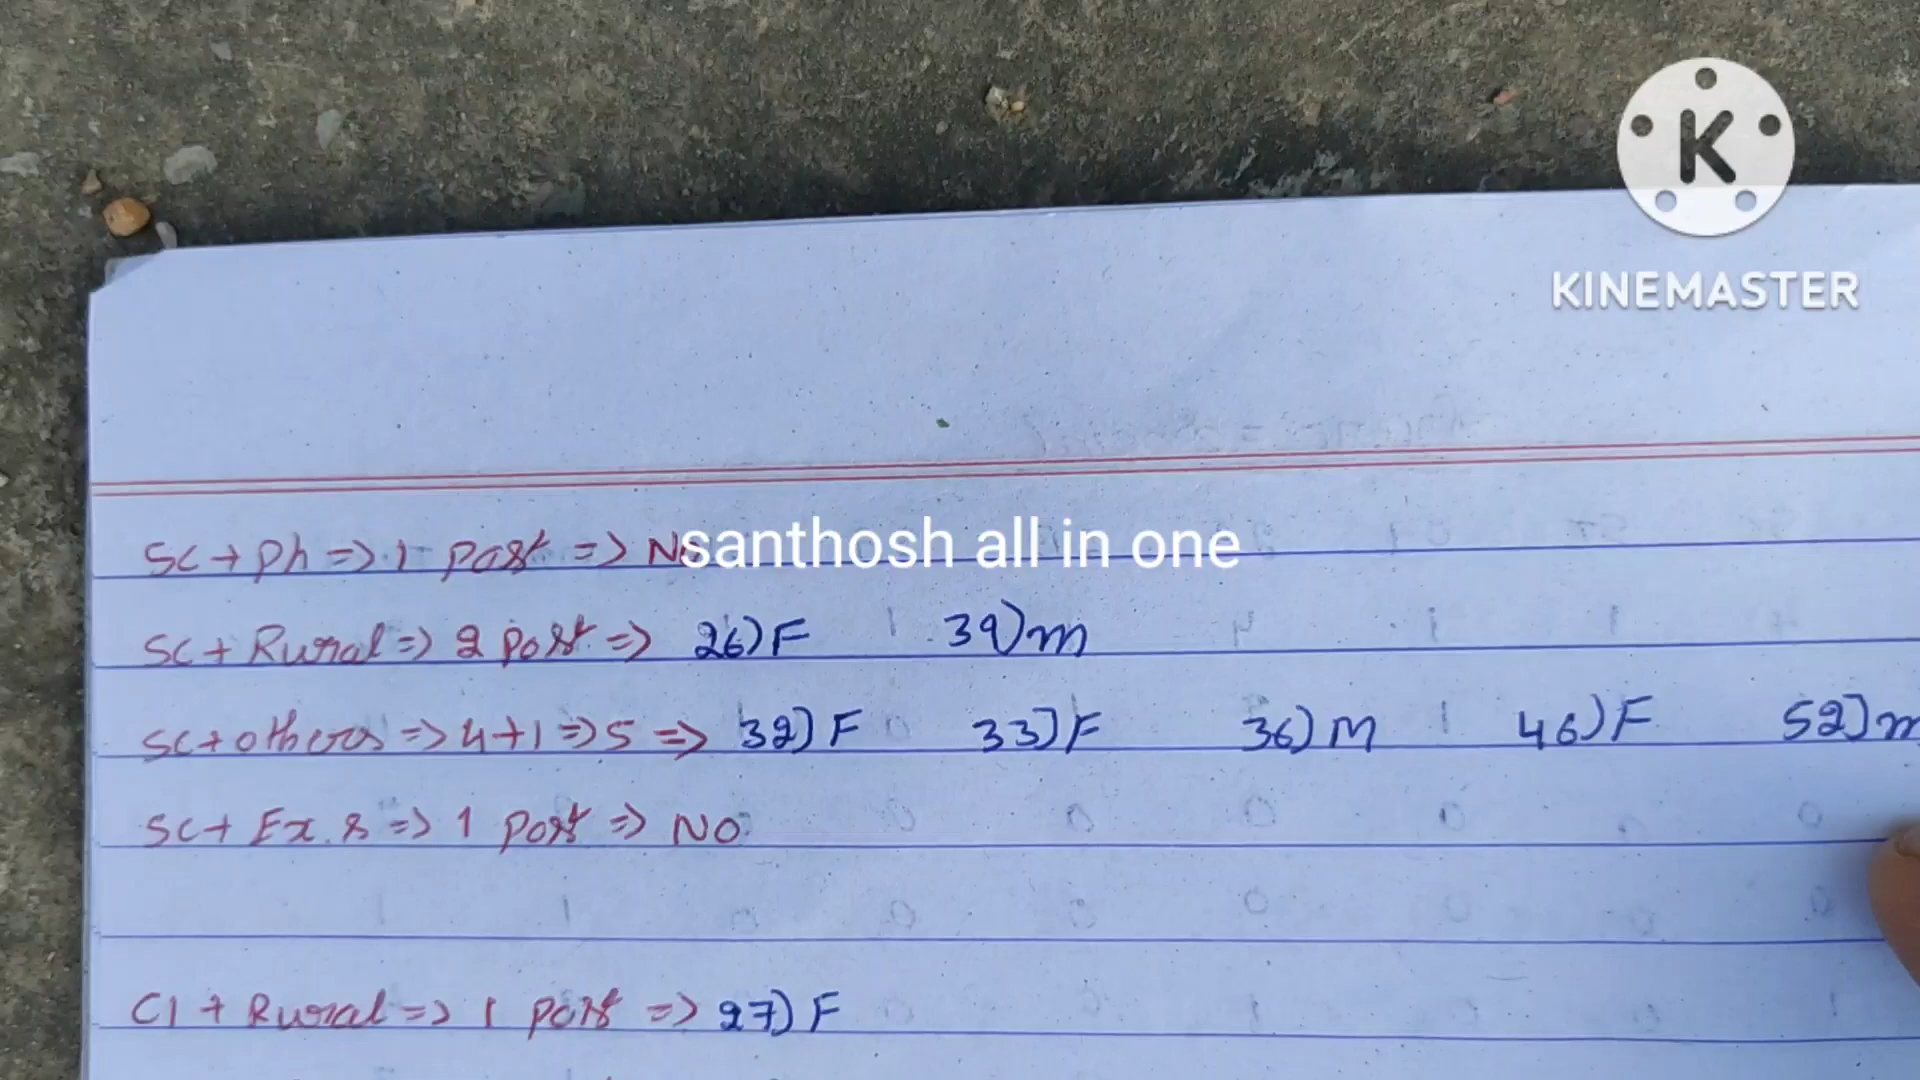 K
KINEMASTER
SC + Ph => 1 Post => No
santhosh all in one
SC + Rural => 2 Post => 26) F 39) m
SC + others => 4+1 => 5 => 32) F 33) F 36) M 46) F 52) m
SC + Ex. s => 1 Post => NO
C1 + Rural => 1 Post => 27) F